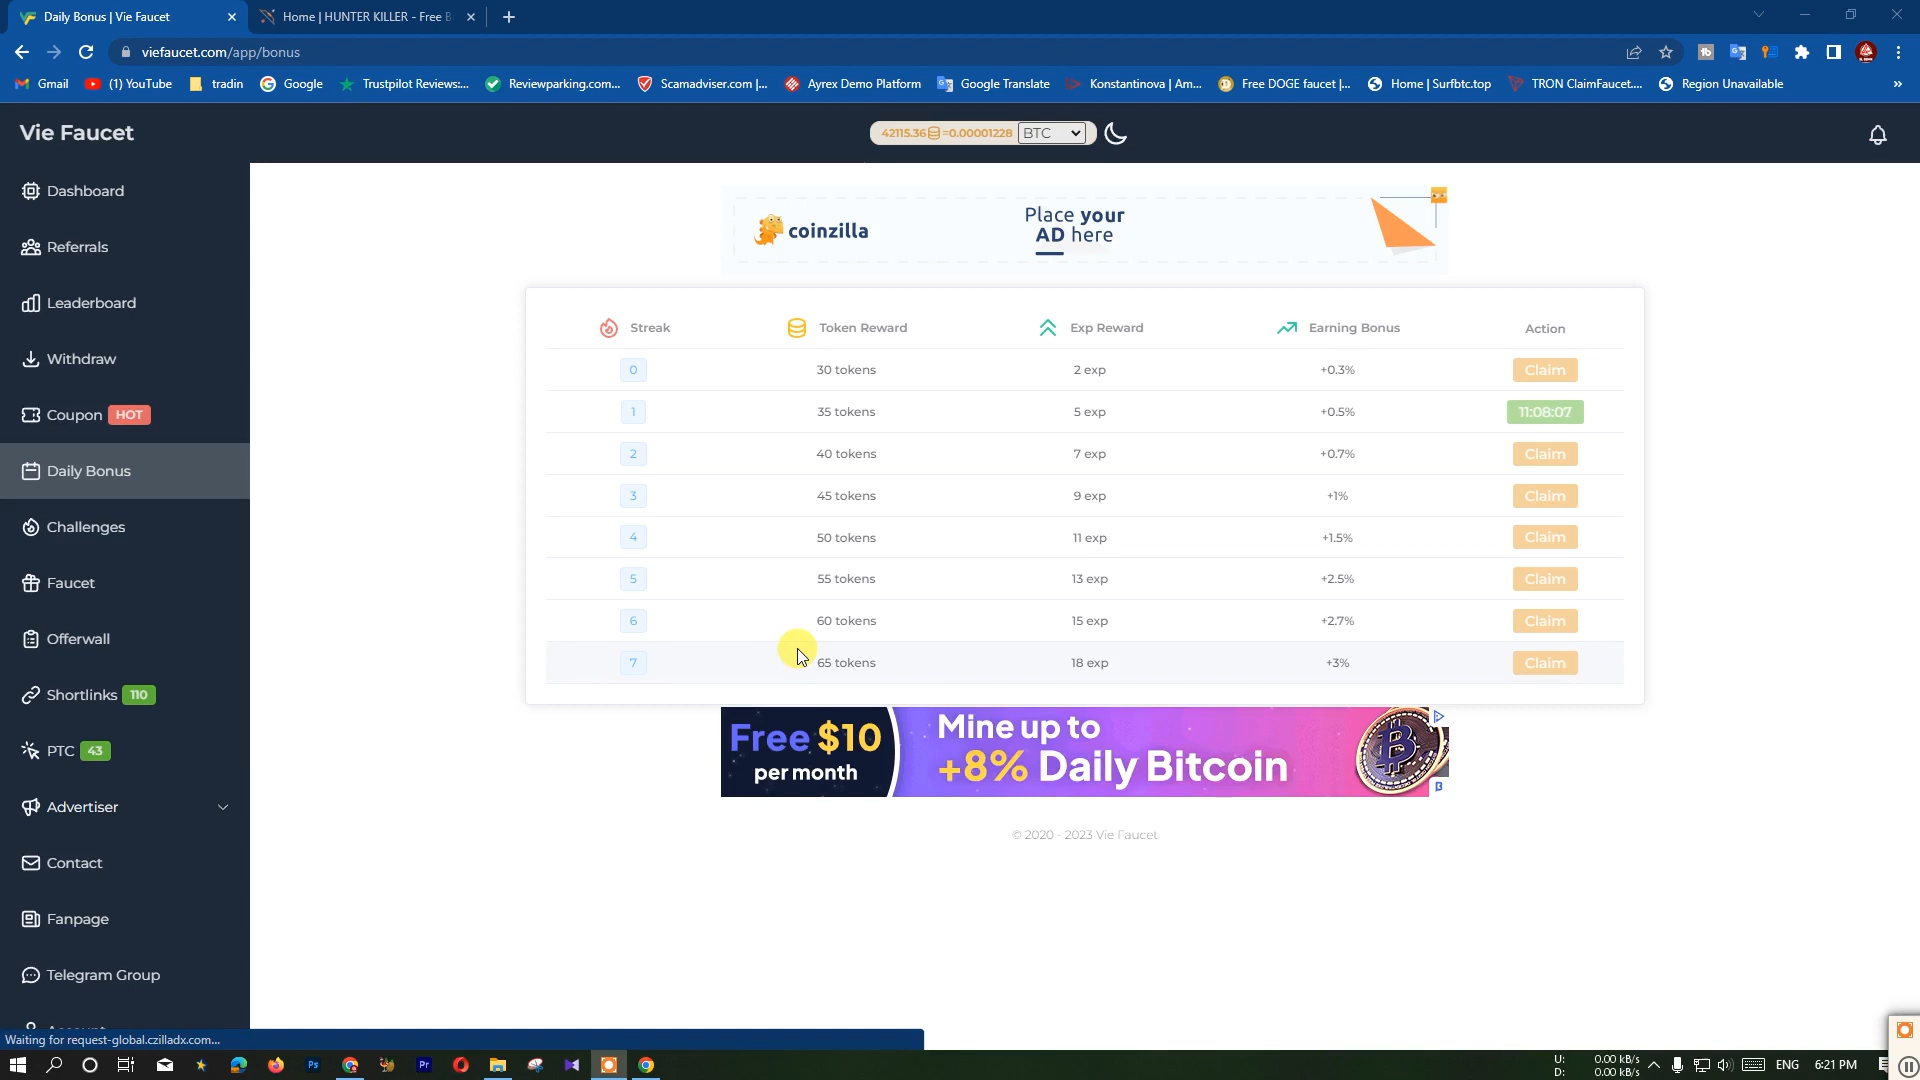 Daily Bonus | Vie Faucet
Home | HUNTER KILLER - Free B
viefaucet.com/app/bonus
Gmail
(1) YouTube
tradin
Google
Trustpilot Reviews:...
Reviewparking.com...
Scamadviser.com |...
Ayrex Demo Platform
Google Translate
Konstantinova | Am...
Free DOGE faucet |...
Home | Surfbtc.top
TRON ClaimFaucet....
Region Unavailable
»
Vie Faucet
42115.36 =0.00001228 BTC
Dashboard
Referrals
Leaderboard
Withdraw
Coupon HOT
Daily Bonus
Challenges
Faucet
Offerwall
Shortlinks 110
PTC 43
Advertiser
Contact
Fanpage
Telegram Group
coinzilla
Place your
AD here
Streak Token Reward Exp Reward Earning Bonus Action
0 30 tokens 2 exp +0.3% Claim
1 35 tokens 5 exp +0.5% 11:08:07
2 40 tokens 7 exp +0.7% Claim
3 45 tokens 9 exp +1% Claim
4 50 tokens 11 exp +1.5% Claim
5 55 tokens 13 exp +2.5% Claim
6 60 tokens 15 exp +2.7% Claim
7 65 tokens 18 exp +3% Claim
Free $10
per month
Mine up to
+8% Daily Bitcoin
© 2020 - 2023 Vie Faucet
Waiting for request-global.czilladx.com...
Ps
Pr
U: 0.00 kB/s
D: 0.00 kB/s
ENG
6:21 PM